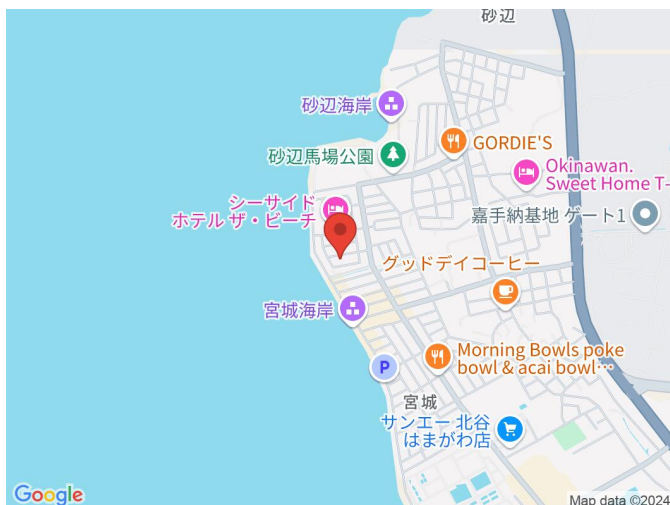 砂辺
砂辺海岸
GORDIE'S
砂辺馬場公園
Okinawan.
Sweet Home T-
シーサイド
ホテル ザ・ビーチ
嘉手納基地 ゲート1
グッドデイコーヒー
宮城海岸
Morning Bowls poke
bowl & acai bowl…
P
宮城
サンエー 北谷
はまがわ店
Google
Map data ©2024